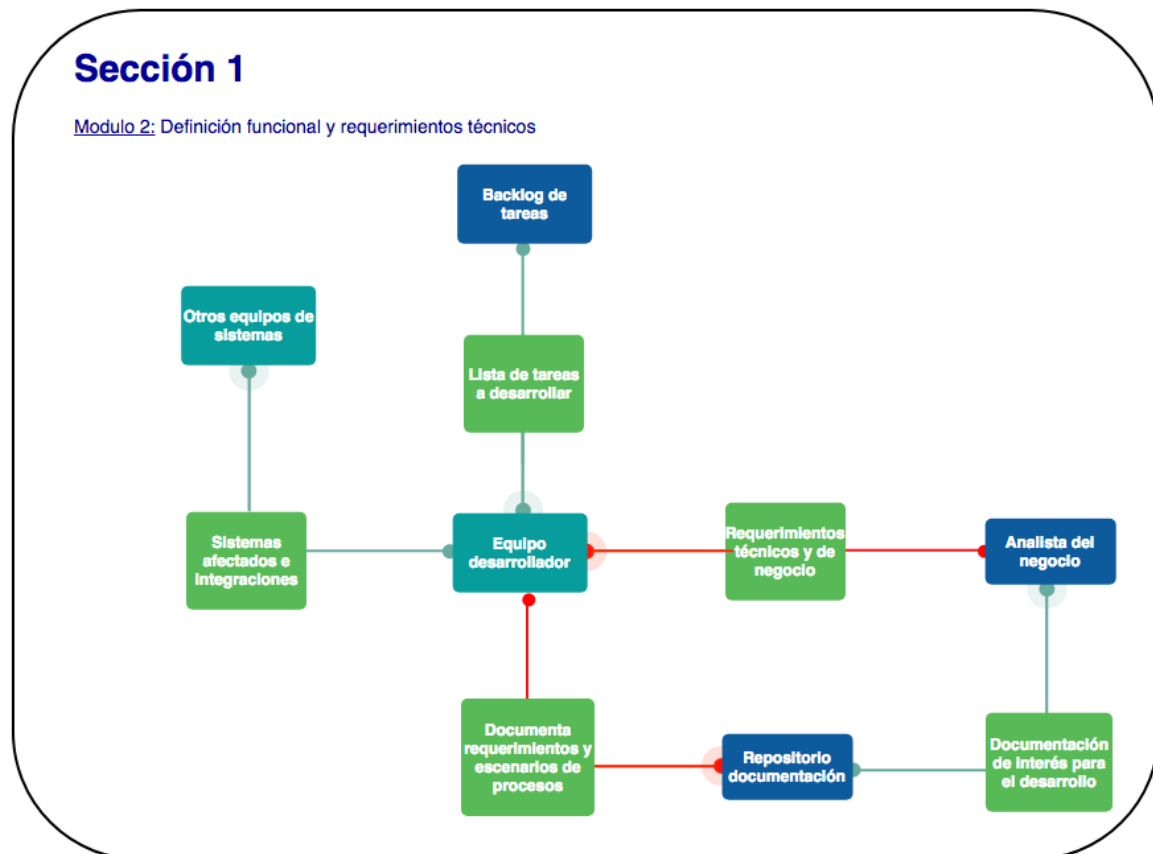 Sección 1
Modulo 2: Definición funcional y requerimientos técnicos
Backlog de
tareas
Otros equipos de
sistemas
Lista de tareas
a desarrollar
Sistemas
afectados e
integraciones
Equipo
desarrollador
Requerimientos
técnicos y de
negocio
Analista del
negocio
Documenta
requerimientos y
escenarios de
procesos
Repositorio
documentación
Documentación
de interés para
el desarrollo